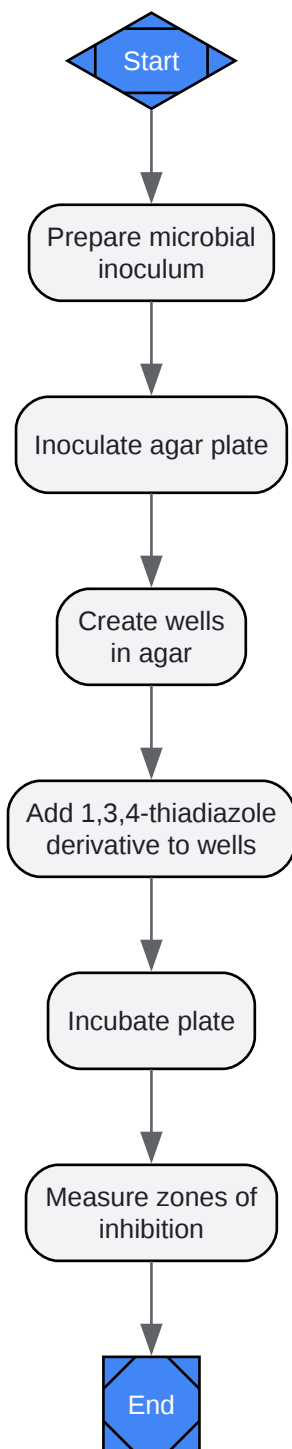 Start
Prepare microbial
inoculum
Inoculate agar plate
Create wells
in agar
Add 1,3,4-thiadiazole
derivative to wells
Incubate plate
Measure zones of
inhibition
End